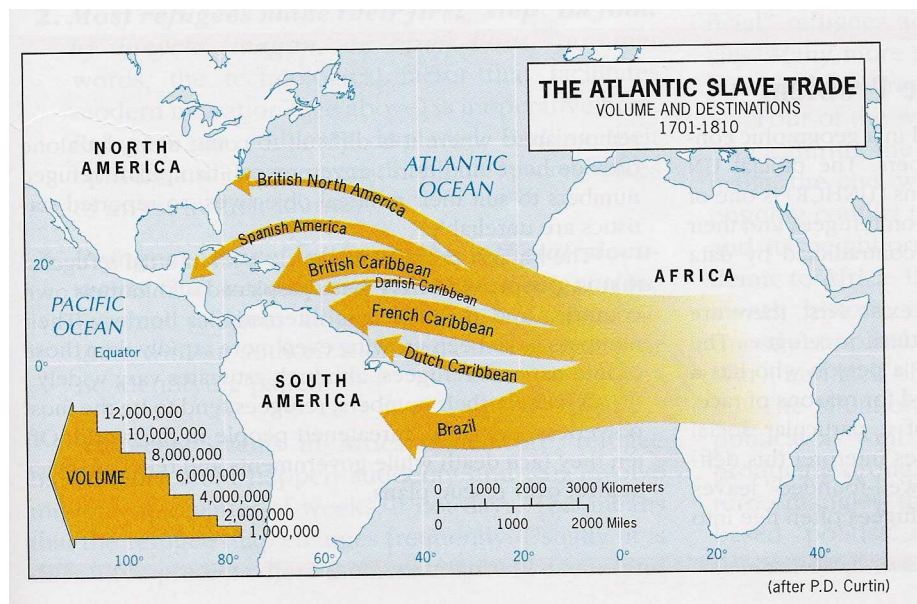 THE ATLANTIC SLAVE TRADE
VOLUME AND DESTINATIONS
1701-1810
NORTH
AMERICA
ATLANTIC
OCEAN
British North America
Spanish America
British Caribbean
Danish Caribbean
French Caribbean
Dutch Caribbean
Brazil
AFRICA
20°
PACIFIC
OCEAN
Equator
0°
SOUTH
AMERICA
VOLUME
12,000,000
10,000,000
8,000,000
6,000,000
4,000,000
2,000,000
1,000,000
0 1000 2000 3000 Kilometers
0 1000 2000 Miles
100° 80° 60° 40° 20° 0° 20° 40°
(after P.D. Curtin)